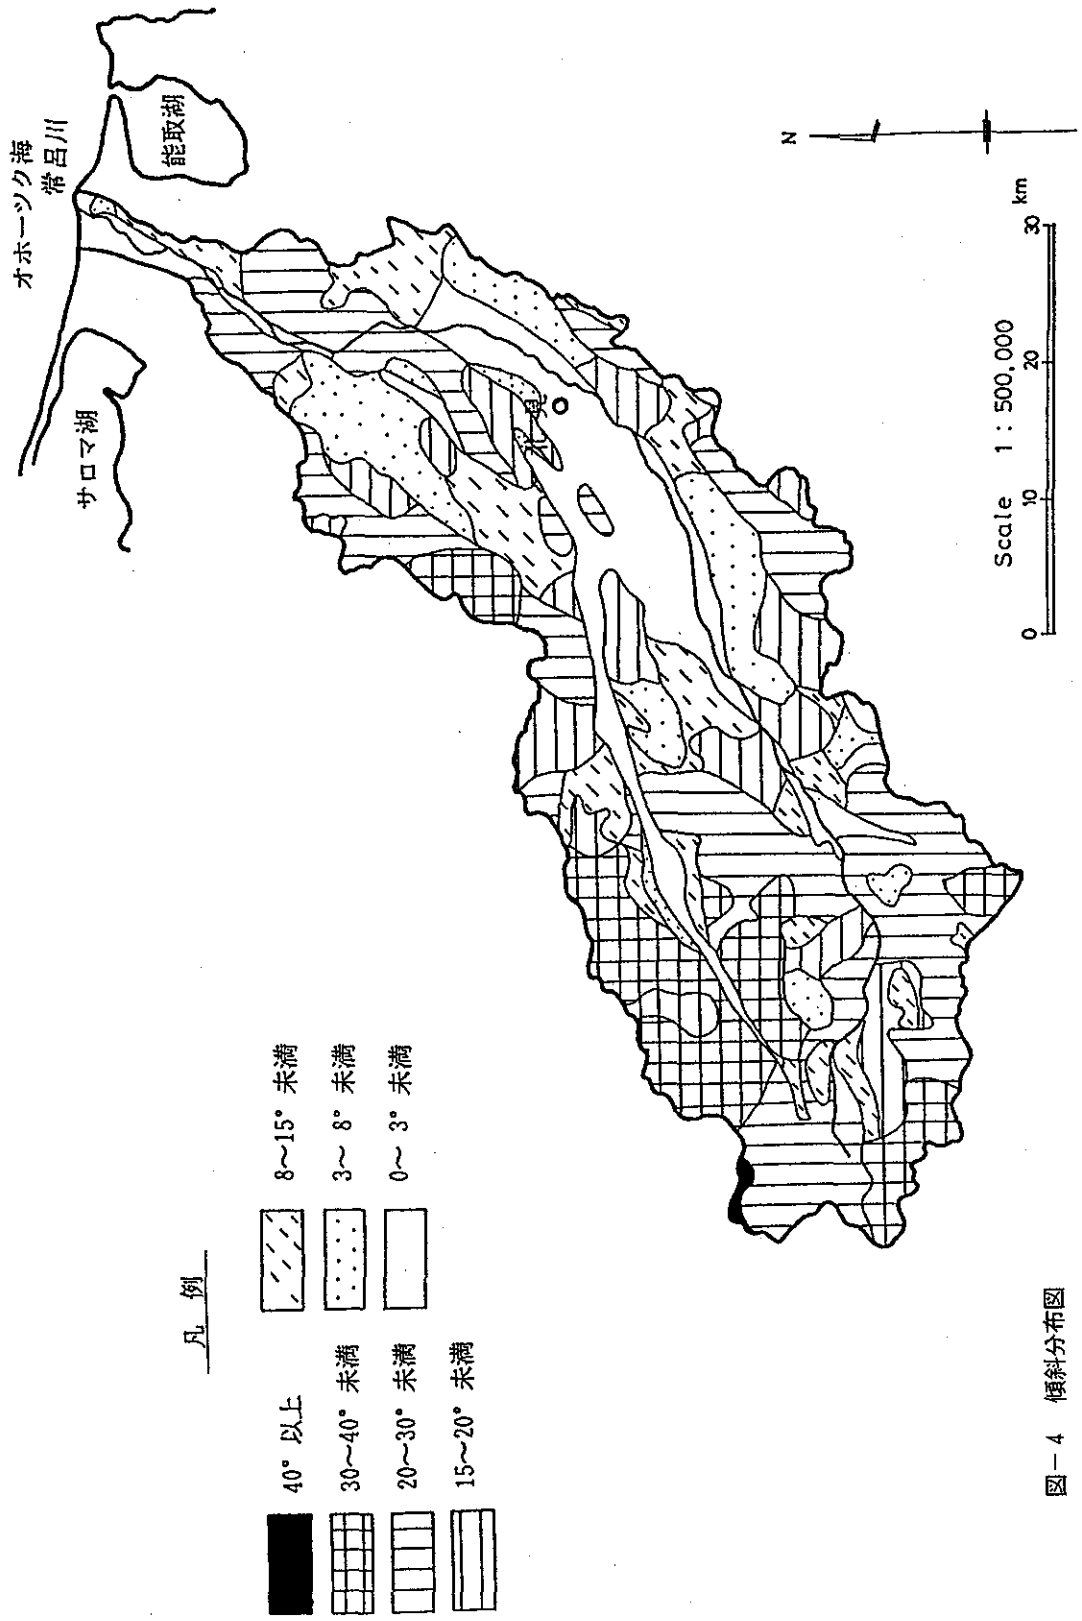 オホーツク海
常呂川
能取湖
サロマ湖
北見
N
km
0 10 20 30
Scale 1:500,000
凡例
40° 以上
30〜40° 未満
20〜30° 未満
15〜20° 未満
8〜15° 未満
3〜8° 未満
0〜3° 未満
図−4 傾斜分布図